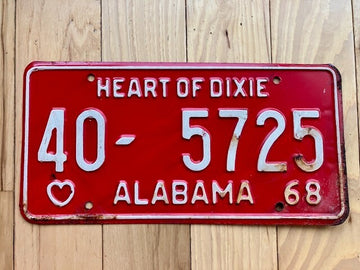 HEART OF DIXIE
40- 5725
ALABAMA 68